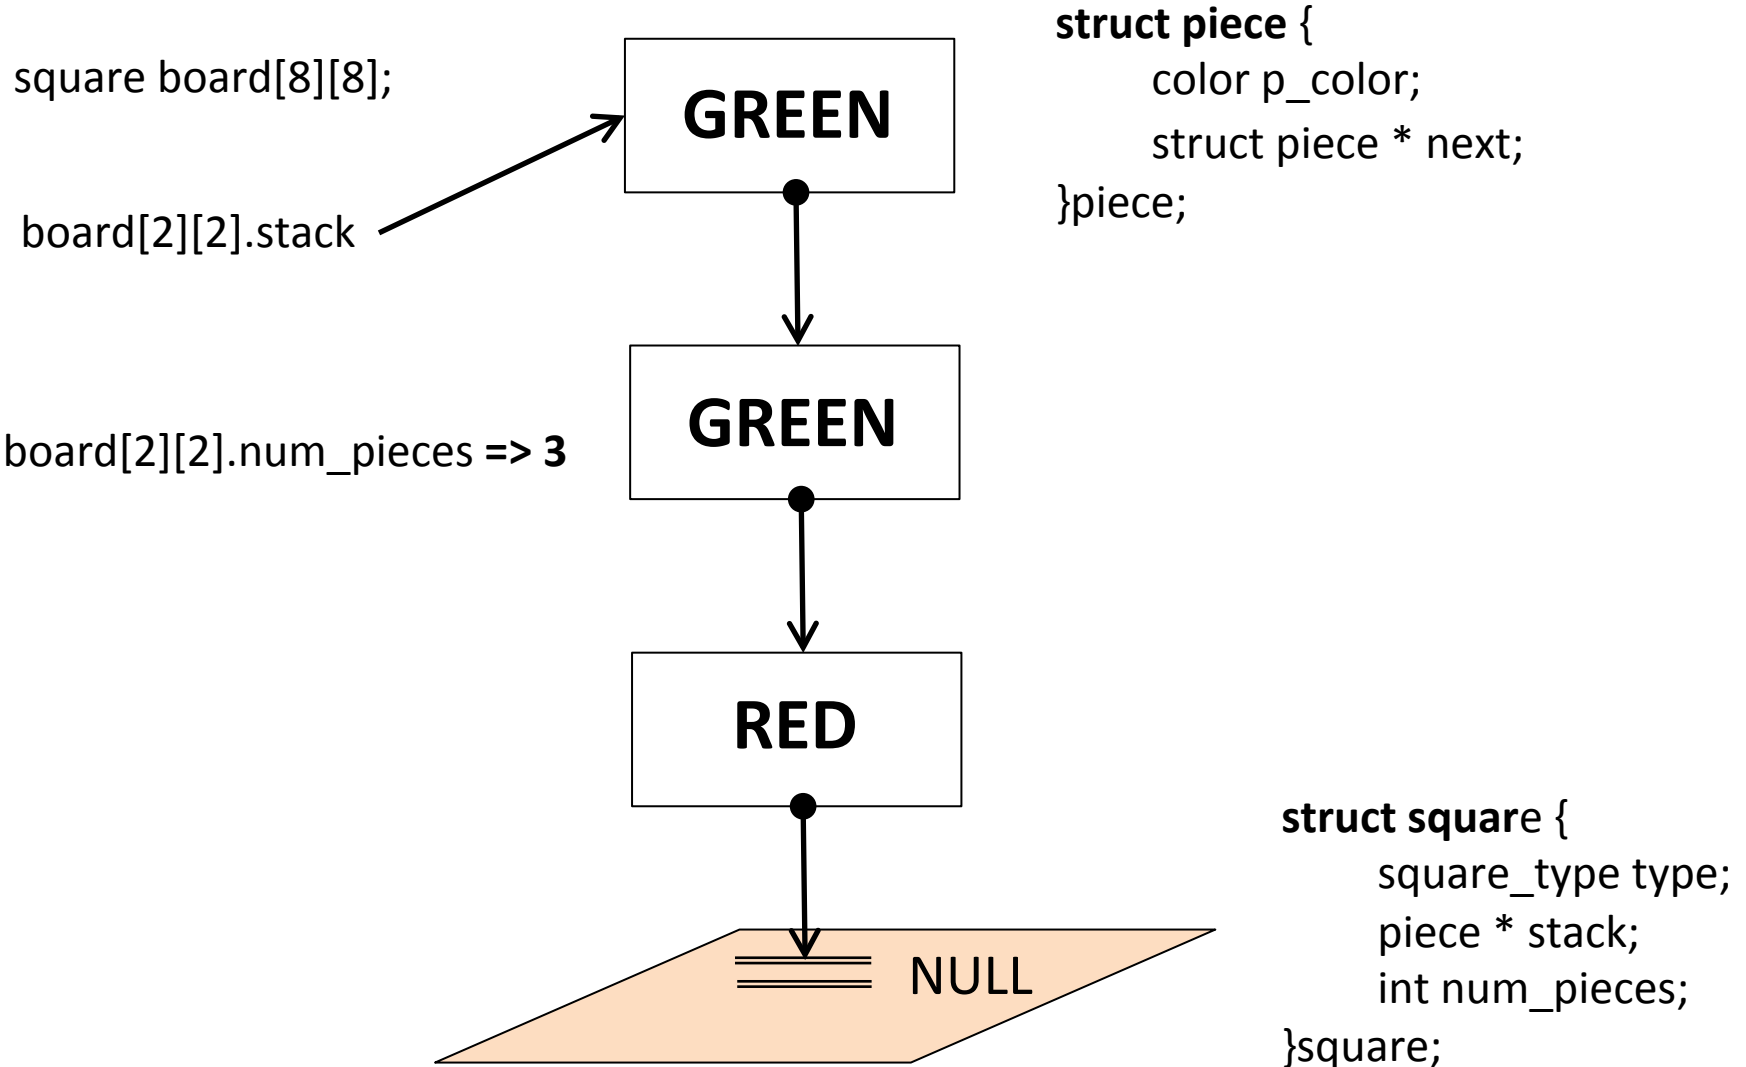 square board[8][8];
board[2][2].stack
board[2][2].num_pieces => 3
GREEN
GREEN
RED
NULL
struct piece {
color p_color;
struct piece * next;
}piece;
struct square {
square_type type;
piece * stack;
int num_pieces;
}square;